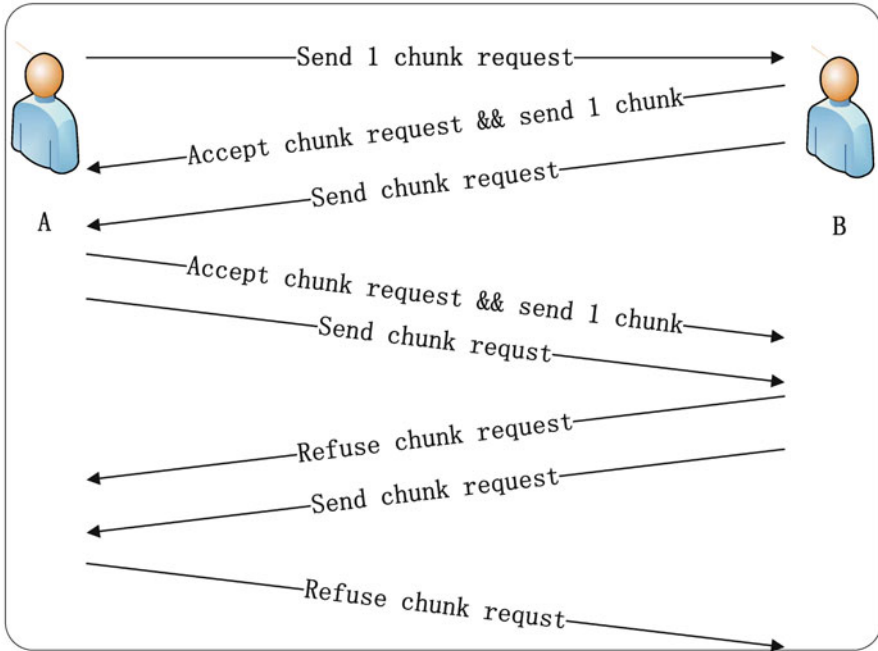 Send 1 chunk request
Accept chunk request && send 1 chunk
Send chunk request
A
B
Accept chunk request && send 1 chunk
Send chunk requst
Refuse chunk request
Send chunk request
Refuse chunk requst